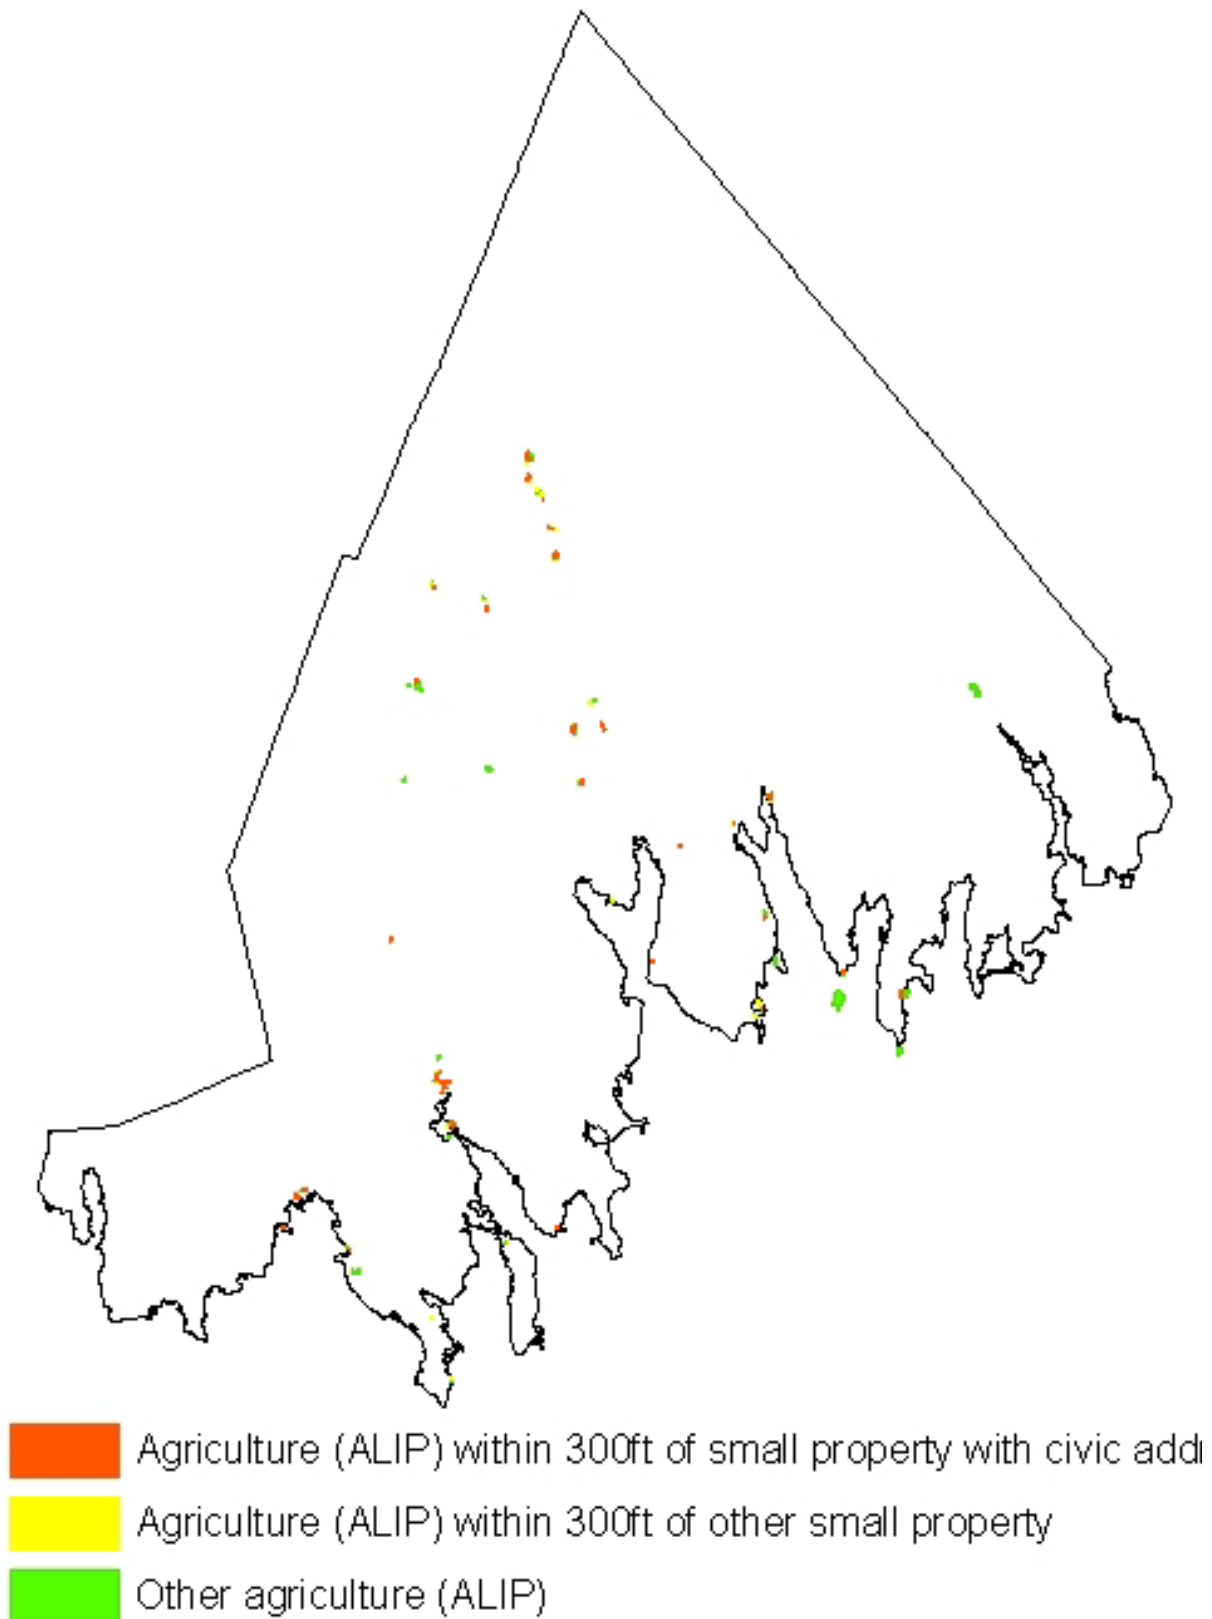 Agriculture (ALIP) within 300ft of small property with civic add
Agriculture (ALIP) within 300ft of other small property
Other agriculture (ALIP)